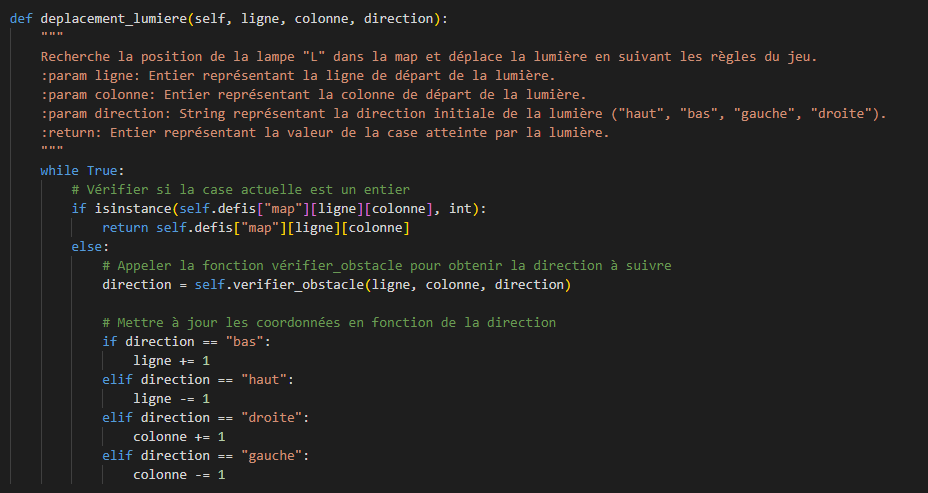 def deplacement_lumiere(self, ligne, colonne, direction):
    """
    Recherche la position de la lampe "L" dans la map et déplace la lumière en suivant les règles du jeu.
    :param ligne: Entier représentant la ligne de départ de la lumière.
    :param colonne: Entier représentant la colonne de départ de la lumière.
    :param direction: String représentant la direction initiale de la lumière ("haut", "bas", "gauche", "droite").
    :return: Entier représentant la valeur de la case atteinte par la lumière.
    """
    while True:
        # Vérifier si la case actuelle est un entier
        if isinstance(self.defis["map"][ligne][colonne], int):
            return self.defis["map"][ligne][colonne]
        else:
            # Appeler la fonction vérifier_obstacle pour obtenir la direction à suivre
            direction = self.verifier_obstacle(ligne, colonne, direction)
            # Mettre à jour les coordonnées en fonction de la direction
            if direction == "bas":
                ligne += 1
            elif direction == "haut":
                ligne -= 1
            elif direction == "droite":
                colonne += 1
            elif direction == "gauche":
                colonne -= 1